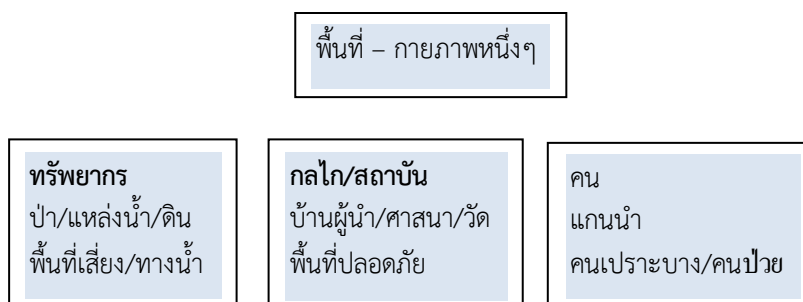 พื้นที่ – กายภาพหนึ่งๆ
ทรัพยากร
ป่า/แหล่งน้ำ/ดิน
พื้นที่เสี่ยง/ทางน้ำ
กลไก/สถาบัน
บ้านผู้นำ/ศาสนา/วัด
พื้นที่ปลอดภัย
คน
แกนนำ
คนเปราะบาง/คนป่วย